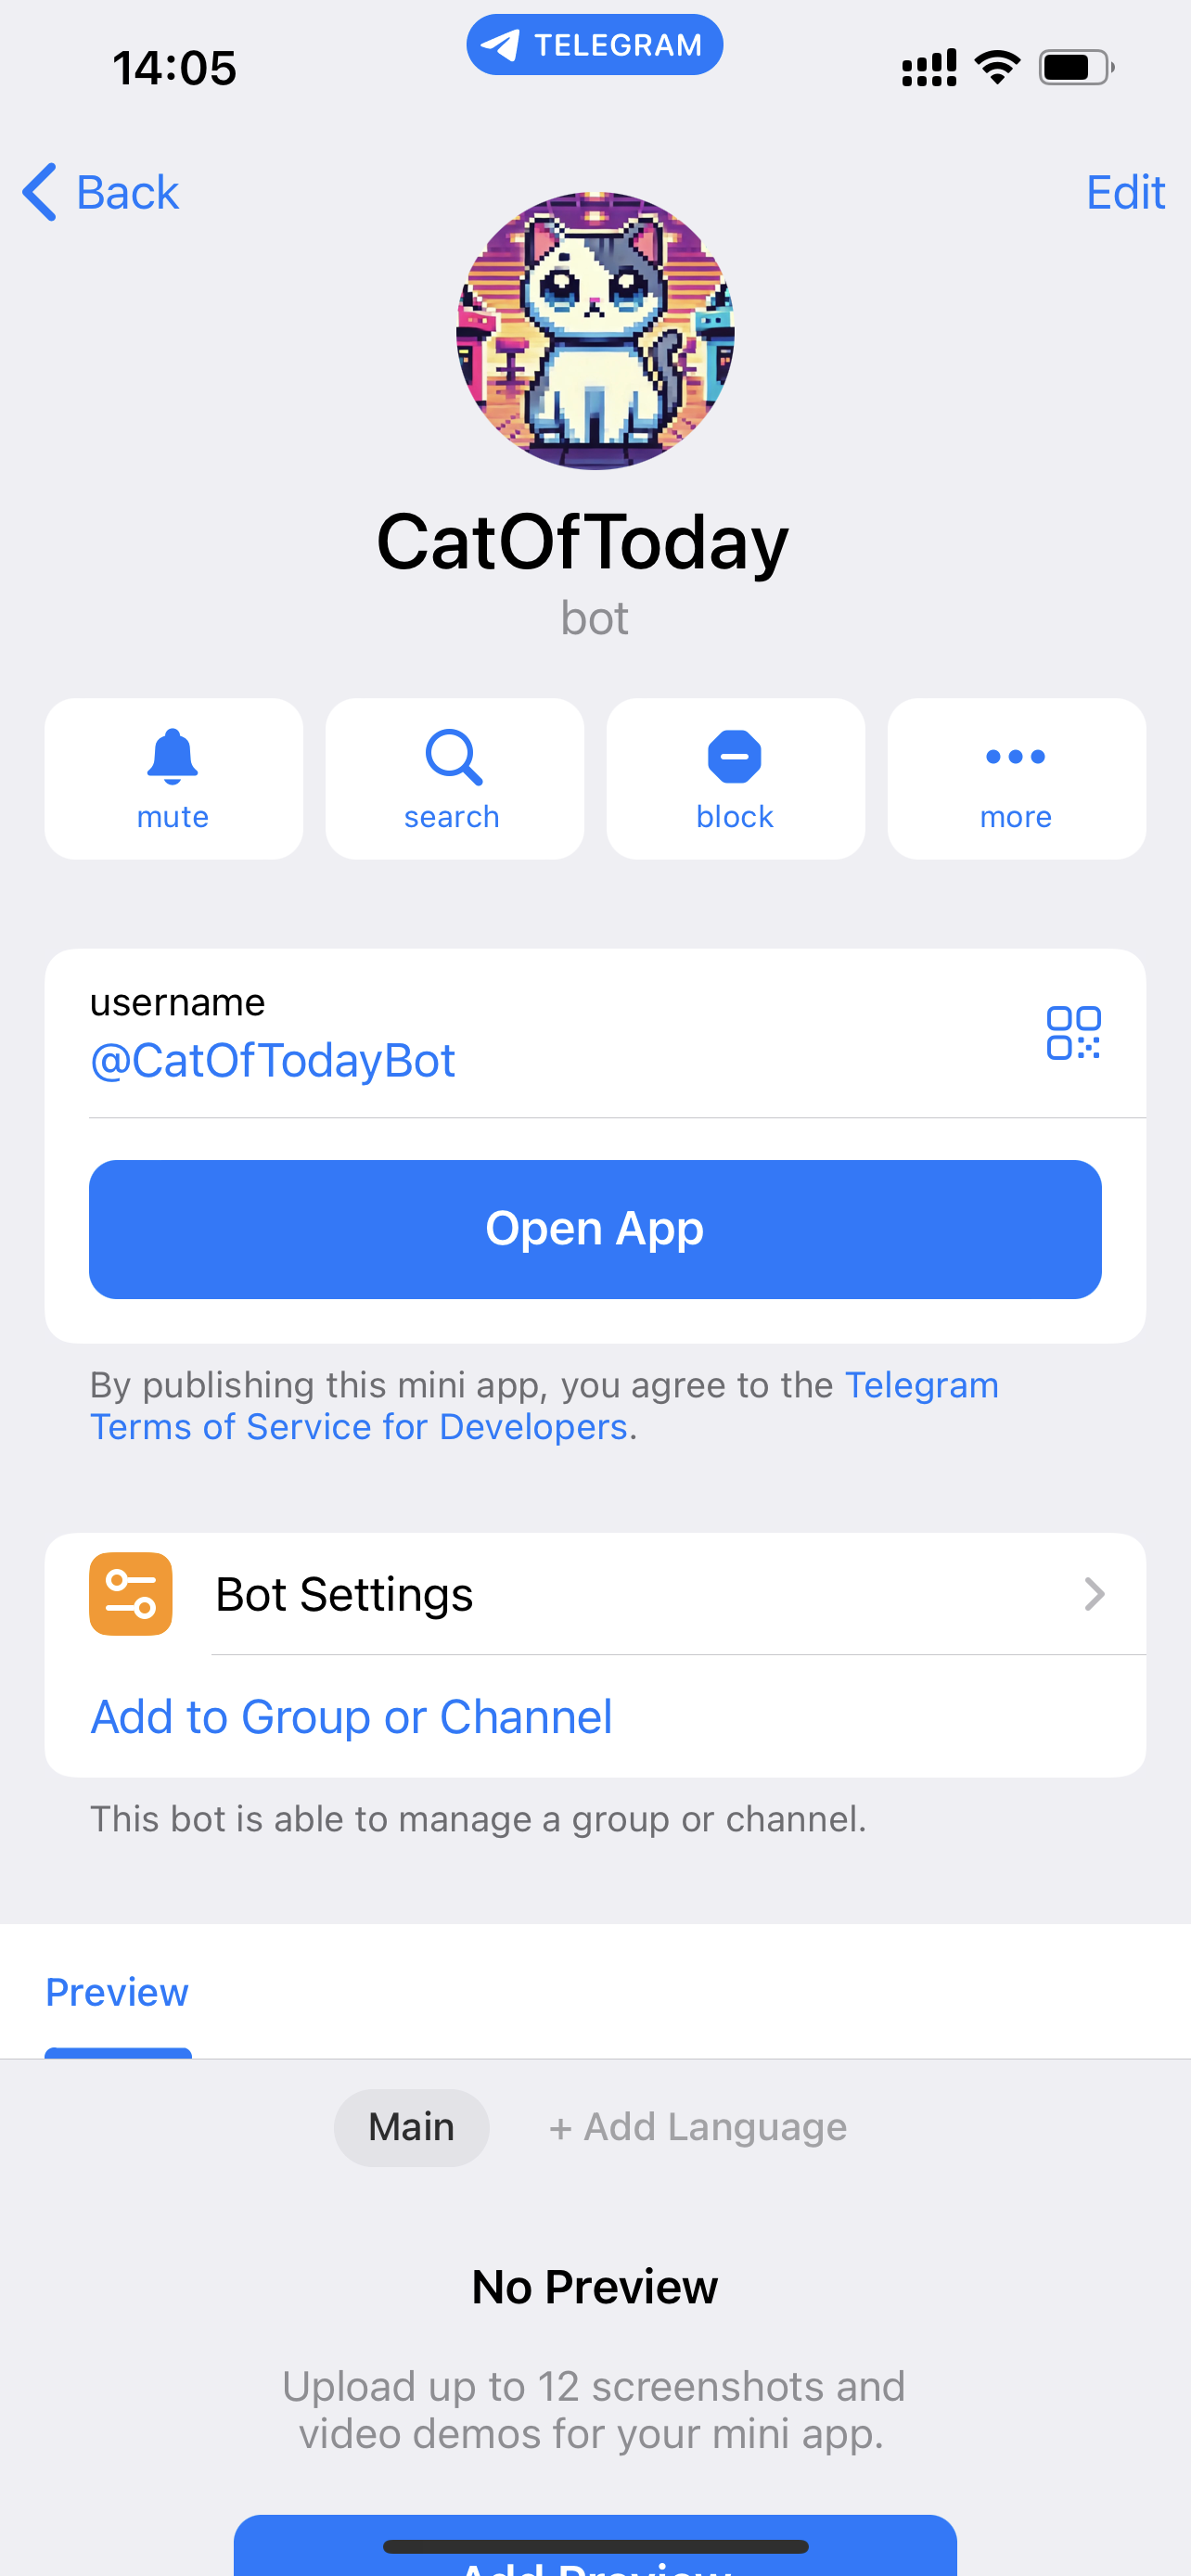 14:05
TELEGRAM
Back
Edit
CatOfToday
bot
mute
search
block
more
username
@CatOfTodayBot
Open App
By publishing this mini app, you agree to the Telegram
Terms of Service for Developers.
Bot Settings
Add to Group or Channel
This bot is able to manage a group or channel.
Preview
Main
+ Add Language
No Preview
Upload up to 12 screenshots and
video demos for your mini app.
Add Preview